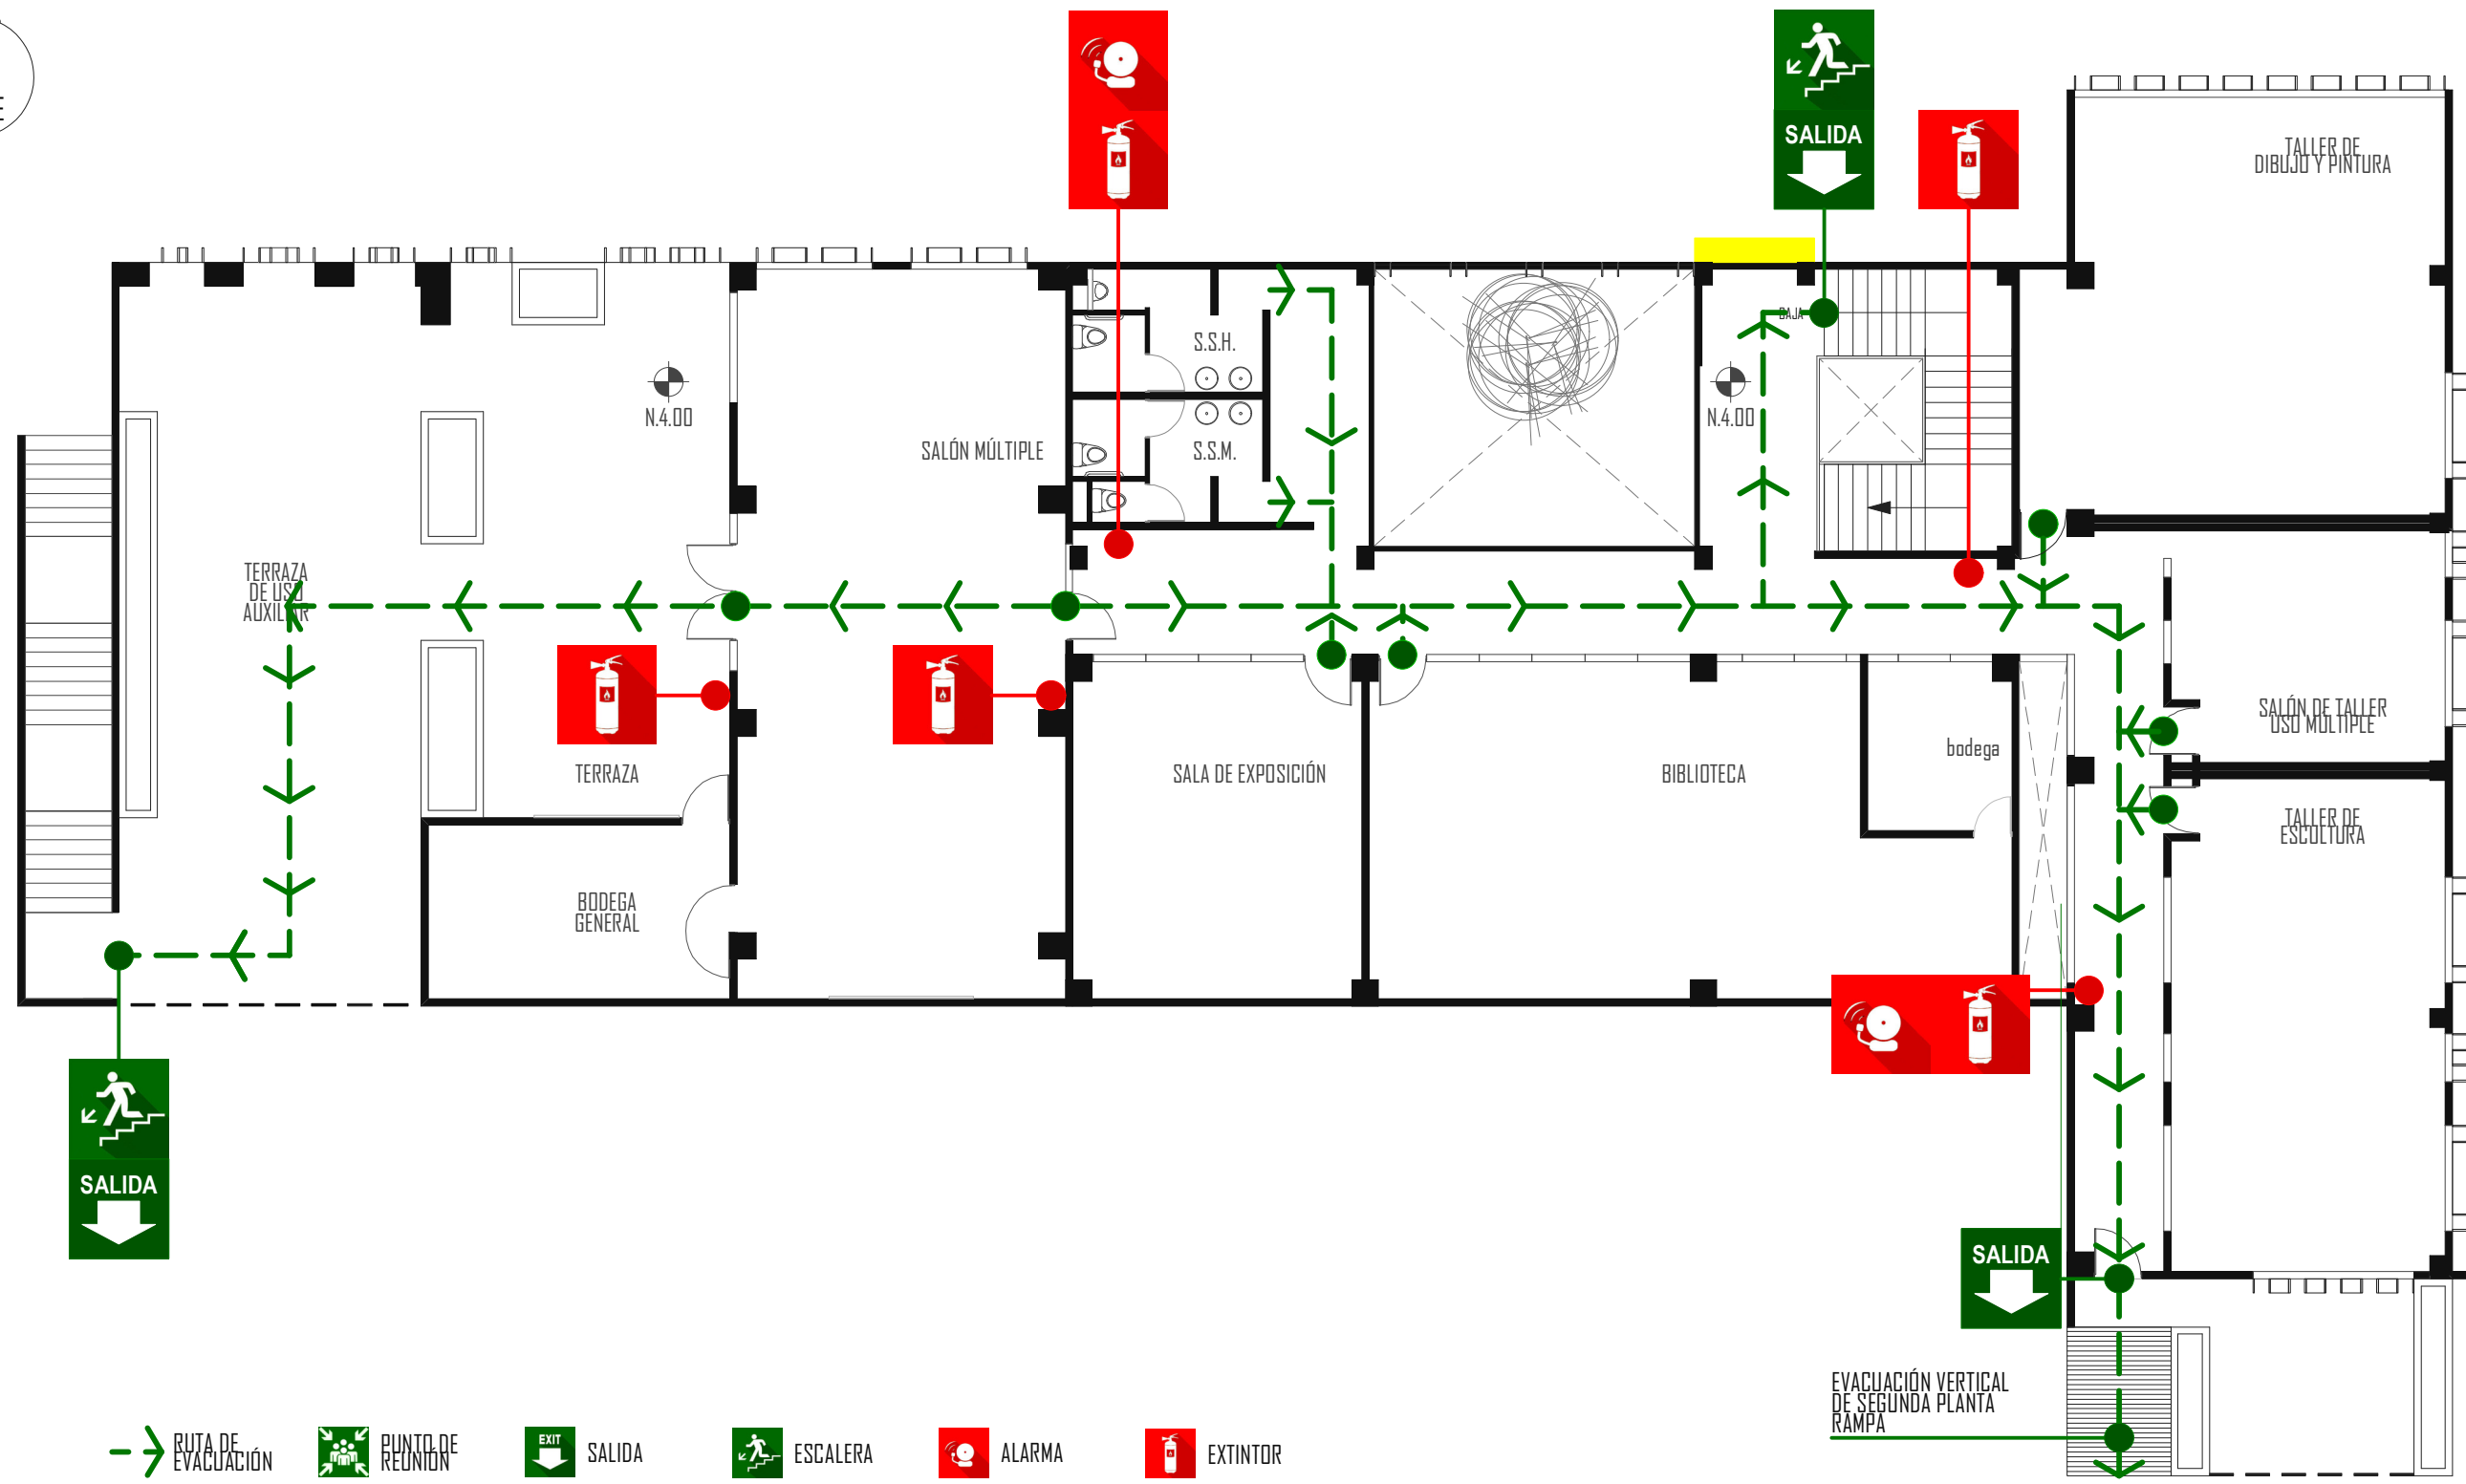 E
SALIDA
TALLER DE
DIBUJO Y PINTURA
S.S.H.
BAJA
N.4.00
N.4.00
SALÓN MÚLTIPLE
S.S.M.
TERRAZA
DE USO
AUXILIAR
SALÓN DE TALLER
USO MÚLTIPLE
bodega
TERRAZA
SALA DE EXPOSICIÓN
BIBLIOTECA
TALLER DE
ESCULTURA
BODEGA
GENERAL
SALIDA
SALIDA
EVACUACIÓN VERTICAL
DE SEGUNDA PLANTA
RAMPA
RUTA DE
EVACUACIÓN
PUNTO DE
REUNIÓN
EXIT
SALIDA
ESCALERA
ALARMA
EXTINTOR